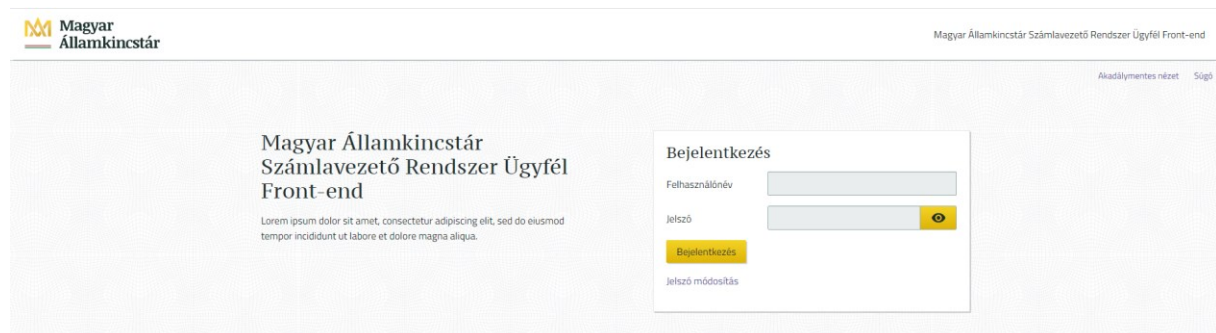 Magyar
Államkincstár
Magyar Államkincstár Számlavezető Rendszer Ügyfél Front-end
Akadálymentes nézet Súgó
Magyar Államkincstár
Számlavezető Rendszer Ügyfél
Front-end
Lorem ipsum dolor sit amet, consectetur adipiscing elit, sed do eiusmod
tempor incididunt ut labore et dolore magna aliqua.
Bejelentkezés
Felhasználónév
Jelszó
Bejelentkezés
Jelszó módosítás